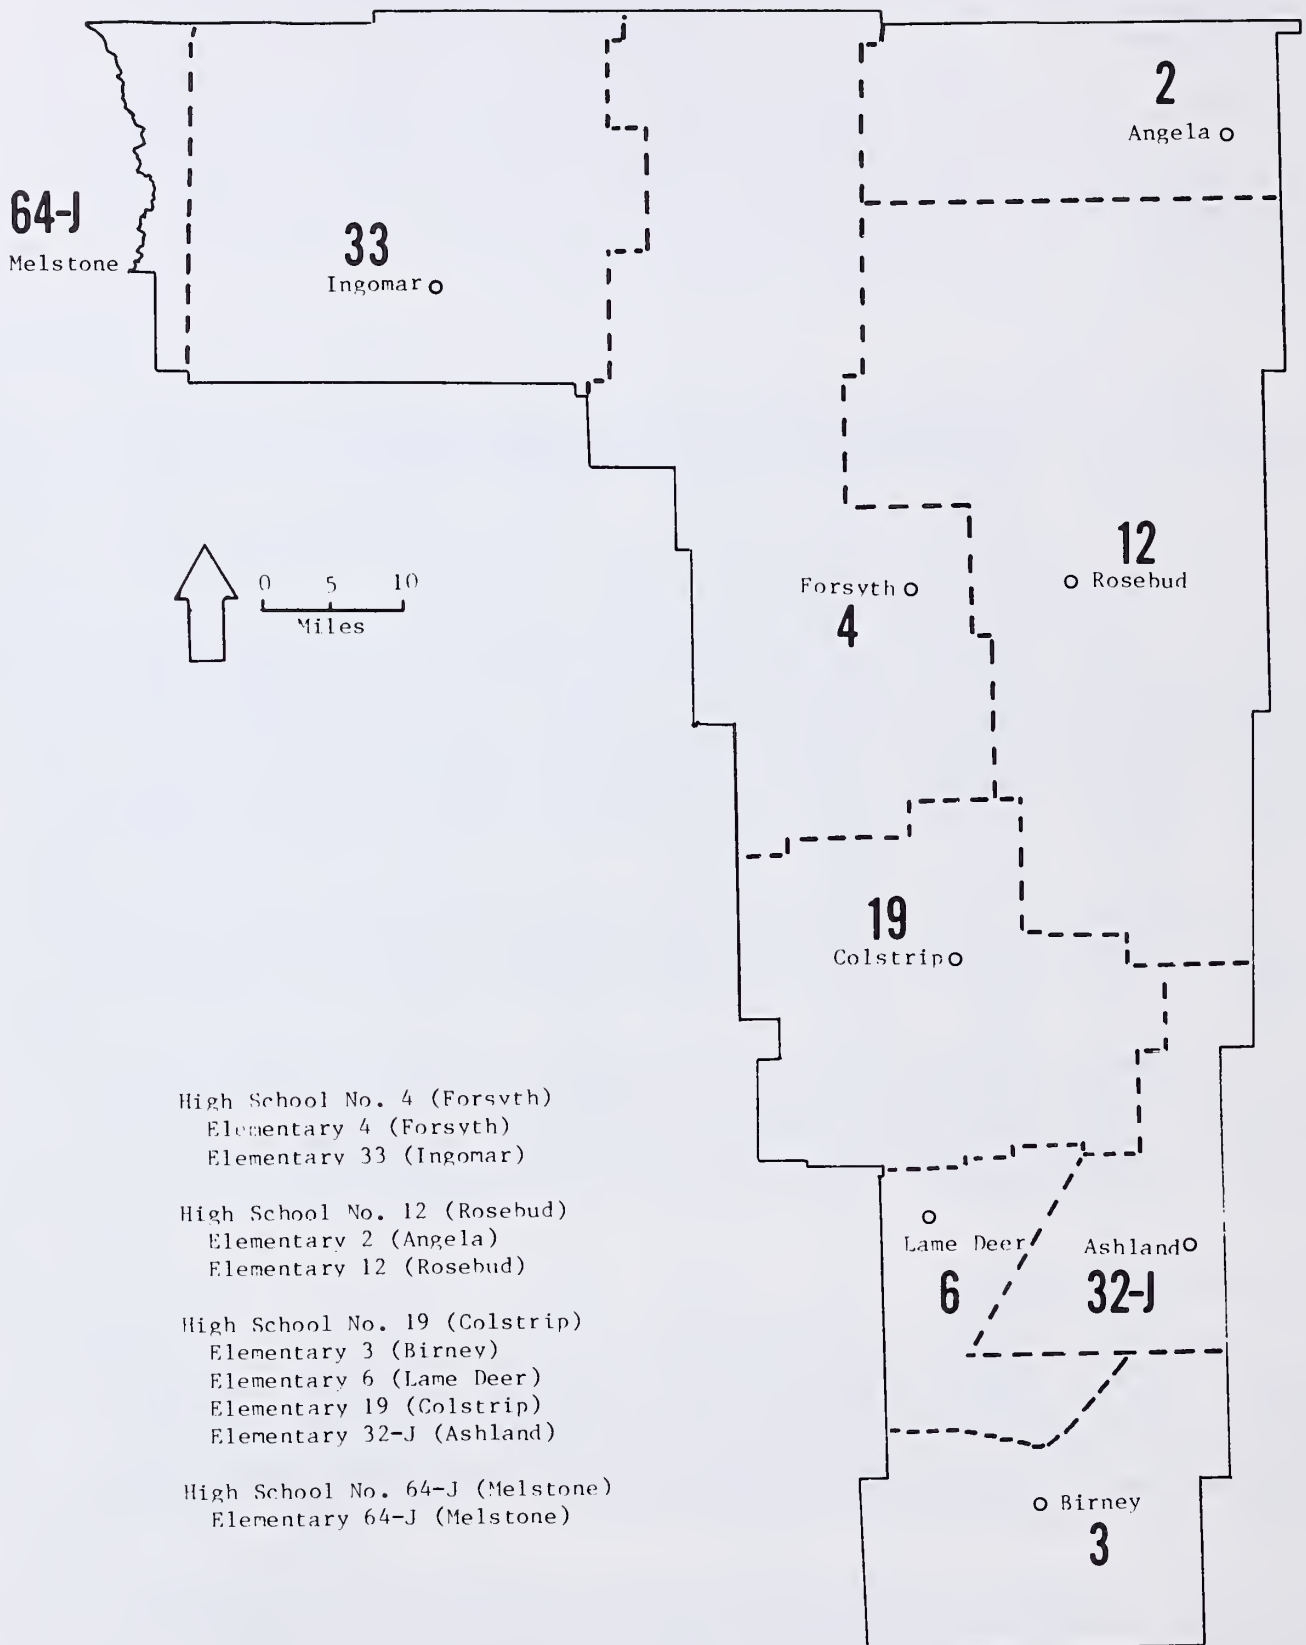 2
Angela
64-J
Melstone
33
Ingomar
12
Rosebud
Forsyth
4
0 5 10
Miles
19
Colstrip
High School No. 4 (Forsyth)
Elementary 4 (Forsyth)
Elementary 33 (Ingomar)
High School No. 12 (Rosebud)
Elementary 2 (Angela)
Elementary 12 (Rosebud)
High School No. 19 (Colstrip)
Elementary 3 (Birney)
Elementary 6 (Lame Deer)
Elementary 19 (Colstrip)
Elementary 32-J (Ashland)
High School No. 64-J (Melstone)
Elementary 64-J (Melstone)
Lame Deer
6
Ashland
32-J
Birney
3